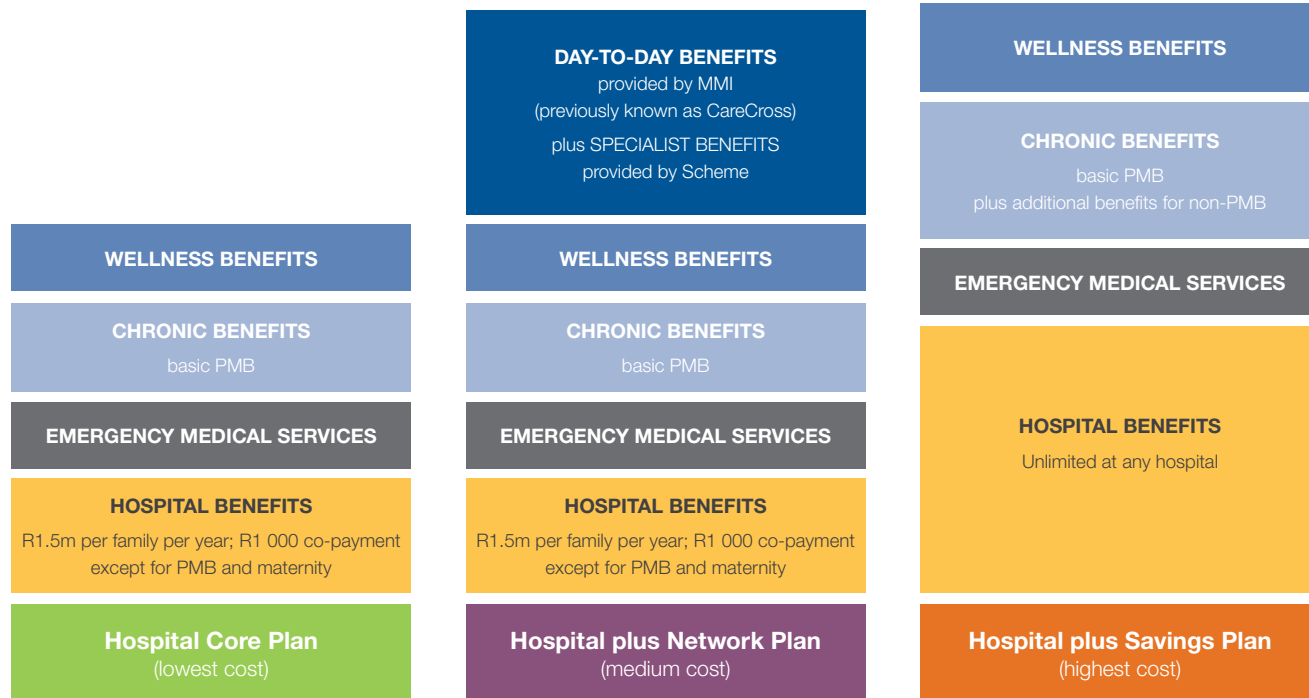 WELLNESS BENEFITS
CHRONIC BENEFITS
basic PMB
EMERGENCY MEDICAL SERVICES
HOSPITAL BENEFITS
R1.5m per family per year; R1 000 co-payment
except for PMB and maternity
Hospital Core Plan
(lowest cost)
DAY-TO-DAY BENEFITS
provided by MMI
(previously known as CareCross)
plus SPECIALIST BENEFITS
provided by Scheme
WELLNESS BENEFITS
CHRONIC BENEFITS
basic PMB
EMERGENCY MEDICAL SERVICES
HOSPITAL BENEFITS
R1.5m per family per year; R1 000 co-payment
except for PMB and maternity
Hospital plus Network Plan
(medium cost)
WELLNESS BENEFITS
CHRONIC BENEFITS
basic PMB
plus additional benefits for non-PMB
EMERGENCY MEDICAL SERVICES
HOSPITAL BENEFITS
Unlimited at any hospital
Hospital plus Savings Plan
(highest cost)